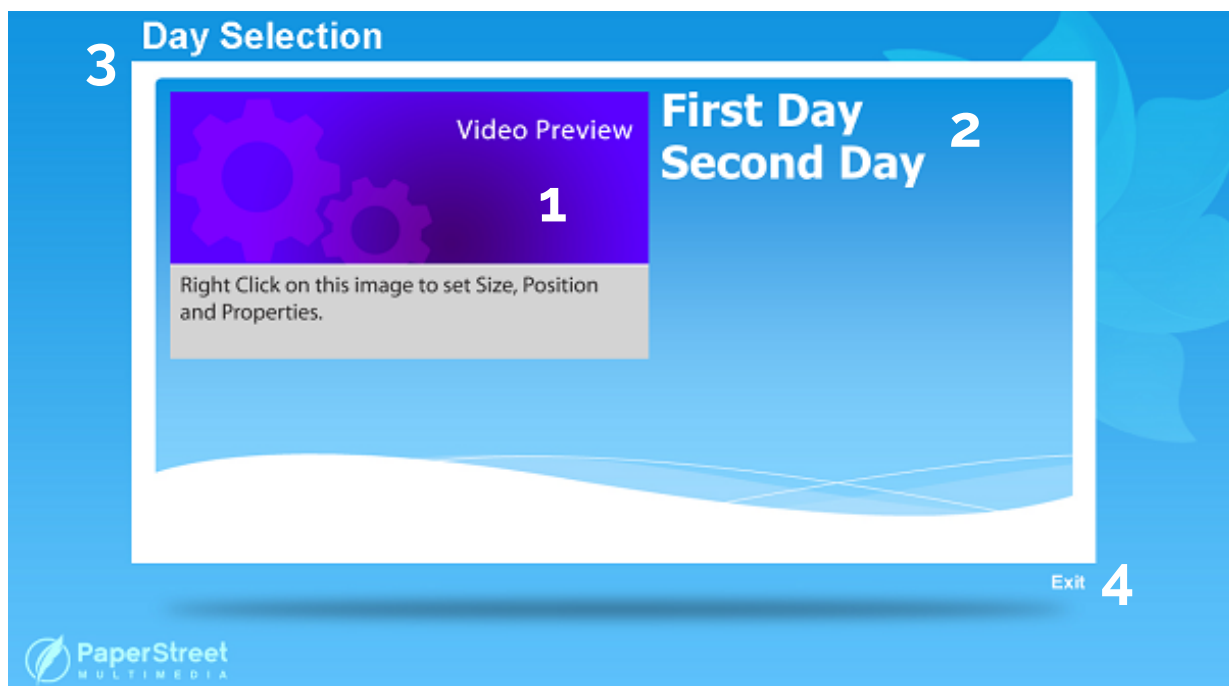 Day Selection
3
First Day
Second Day
2
Video Preview
1
Right Click on this image to set Size, Position
and Properties.
Exit
4
PaperStreet
MULTIMEDIA